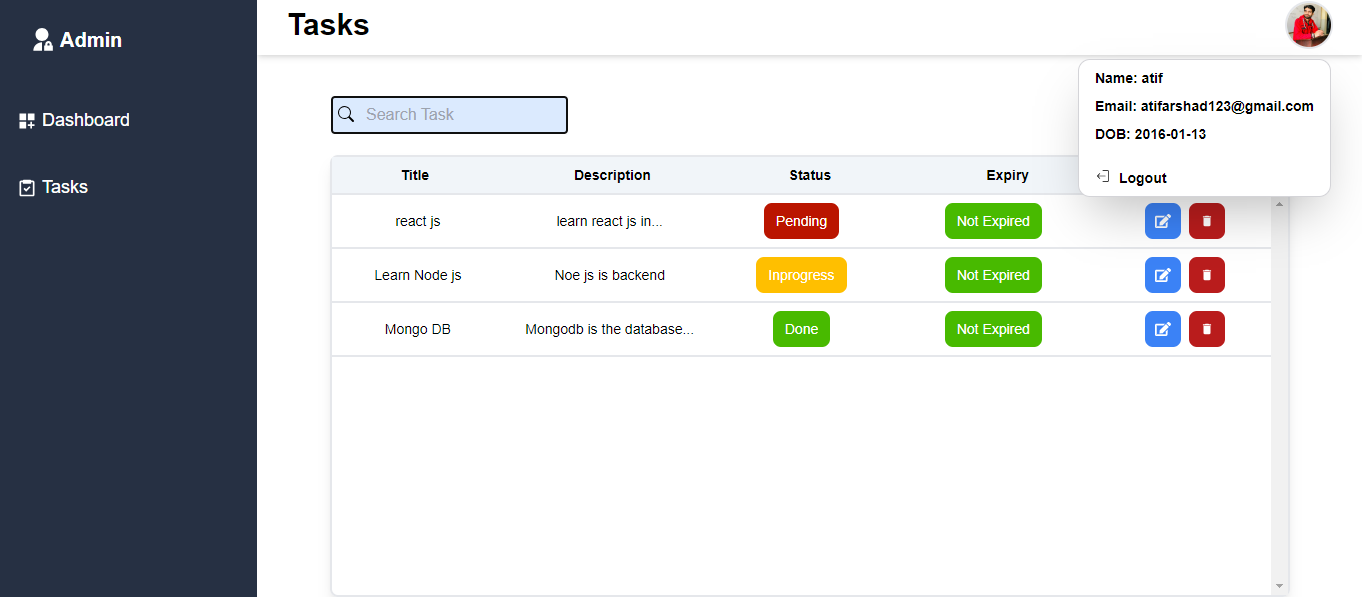 Admin
Dashboard
Tasks
Tasks
Name: atif
Email: atifarshad123@gmail.com
DOB: 2016-01-13
Logout
Search Task
Title Description Status Expiry
react js learn react js in... Pending Not Expired
Learn Node js Noe js is backend Inprogress Not Expired
Mongo DB Mongodb is the database... Done Not Expired